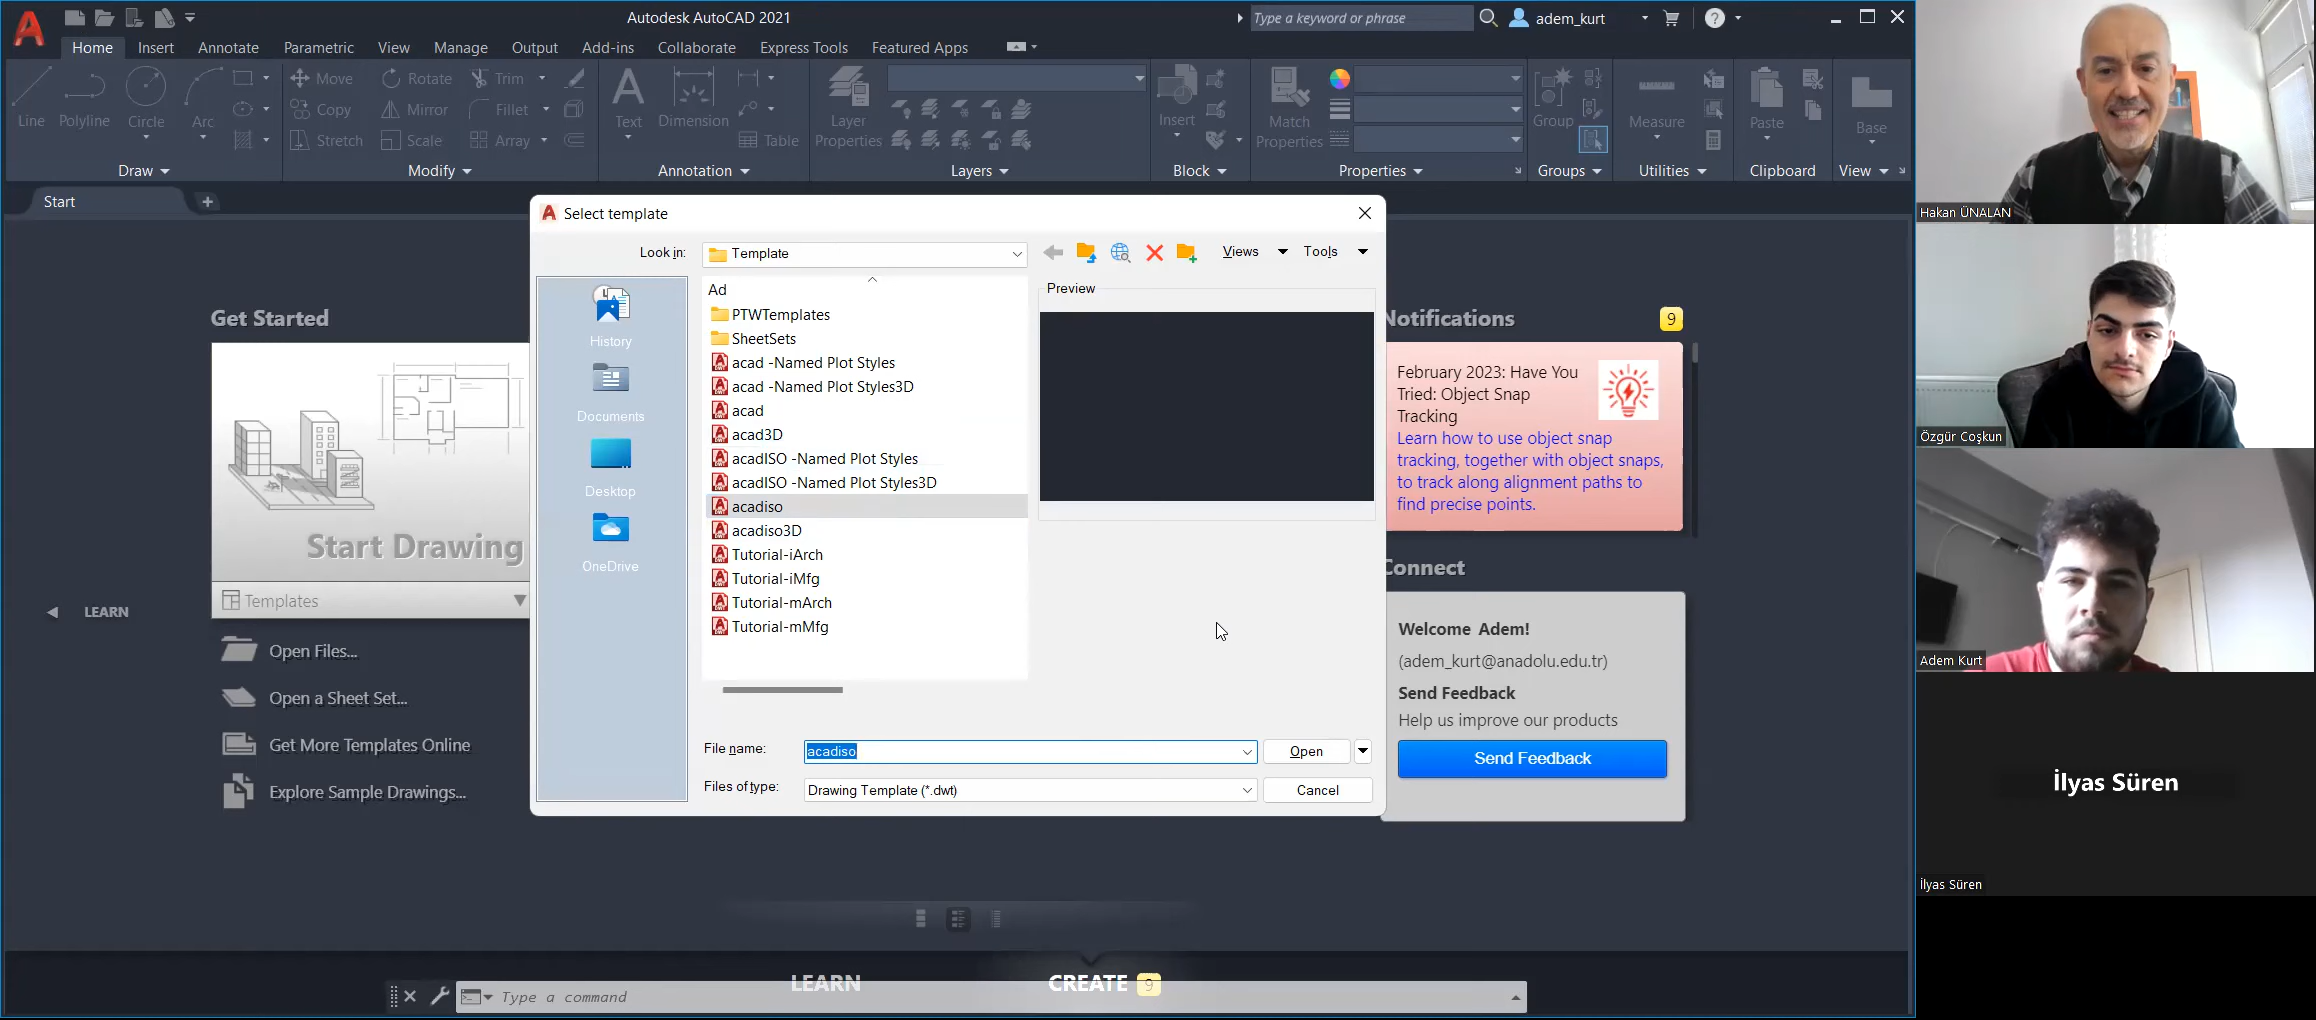 Autodesk AutoCAD 2021
Type a keyword or phrase
adem_kurt
Home Insert Annotate Parametric View Manage Output Add-ins Collaborate Express Tools Featured Apps
Line Polyline Circle Arc
Move Rotate Trim
Copy Mirror Fillet
Stretch Scale Array
Text Dimension Table
Layer Properties
Insert
Match Properties
Group
Measure
Paste
Base
Draw Modify Annotation Layers Block Properties Groups Utilities Clipboard View
Start
Select template
Look in: Template
Views Tools
History
Documents
Desktop
OneDrive
Ad
PTWTemplates
SheetSets
acad -Named Plot Styles
acad -Named Plot Styles3D
acad
acad3D
acadISO -Named Plot Styles
acadISO -Named Plot Styles3D
acadiso
acadiso3D
Tutorial-iArch
Tutorial-iMfg
Tutorial-mArch
Tutorial-mMfg
Preview
File name: acadiso Open
Files of type: Drawing Template (*.dwt) Cancel
Get Started
Start Drawing
Templates
Open Files...
Open a Sheet Set...
Get More Templates Online
Explore Sample Drawings...
LEARN
Notifications 9
February 2023: Have You
Tried: Object Snap
Tracking
Learn how to use object snap
tracking, together with object snaps,
to track along alignment paths to
find precise points.
Connect
Welcome Adem!
(adem_kurt@anadolu.edu.tr)
Send Feedback
Help us improve our products
Send Feedback
LEARN CREATE 9
Type a command
Hakan ÜNALAN
Özgür Coşkun
Adem Kurt
İlyas Süren
İlyas Süren